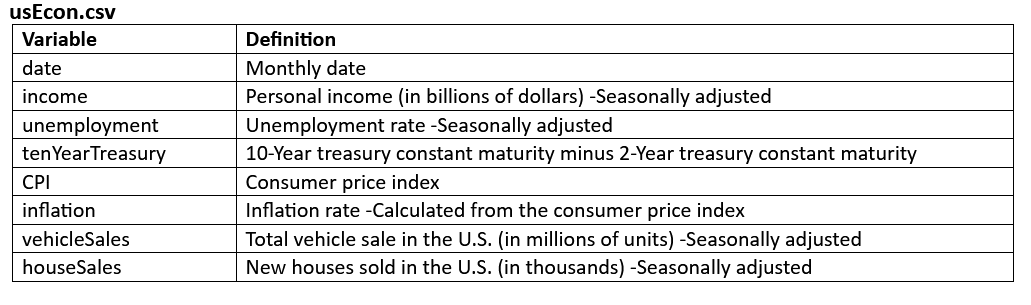 usEcon.csv
Variable Definition
date Monthly date
income Personal income (in billions of dollars) -Seasonally adjusted
unemployment Unemployment rate -Seasonally adjusted
tenYearTreasury 10-Year treasury constant maturity minus 2-Year treasury constant maturity
CPI Consumer price index
inflation Inflation rate -Calculated from the consumer price index
vehicleSales Total vehicle sale in the U.S. (in millions of units) -Seasonally adjusted
houseSales New houses sold in the U.S. (in thousands) -Seasonally adjusted